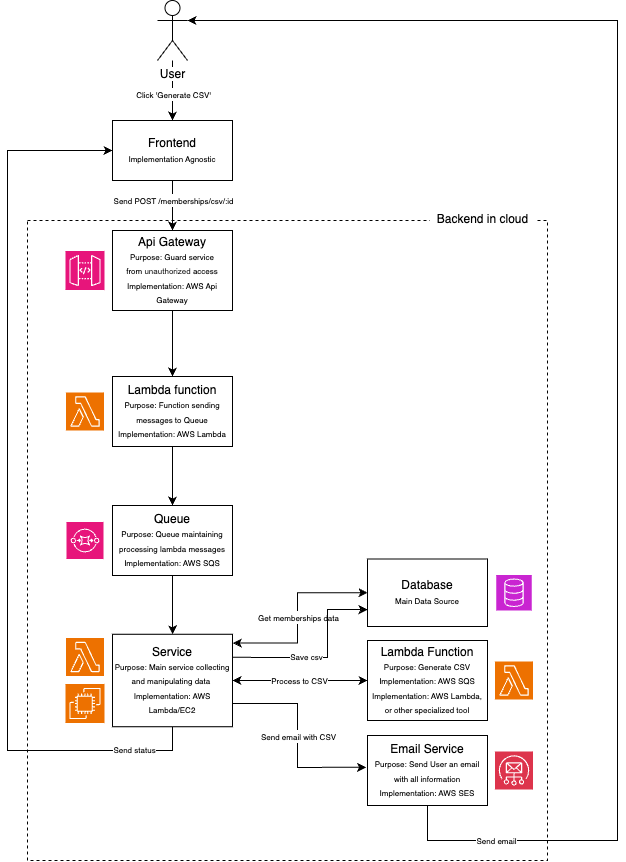 User
Click 'Generate CSV'
Frontend
Implementation Agnostic
Send POST /memberships/csv/:id
Backend in cloud
Api Gateway
Purpose: Guard service
from unauthorized access
Implementation: AWS Api
Gateway
Lambda function
Purpose: Function sending
messages to Queue
Implementation: AWS Lambda
Queue
Purpose: Queue maintaining
processing lambda messages
Implementation: AWS SQS
Database
Main Data Source
Get memberships data
Save csv
Service
Purpose: Main service collecting
and manipulating data
Implementation: AWS
Lambda/EC2
Process to CSV
Lambda Function
Purpose: Generate CSV
Implementation: AWS SQS
Implementation: AWS Lambda,
or other specialized tool
Send email with CSV
Send status
Email Service
Purpose: Send User an email
with all information
Implementation: AWS SES
Send email